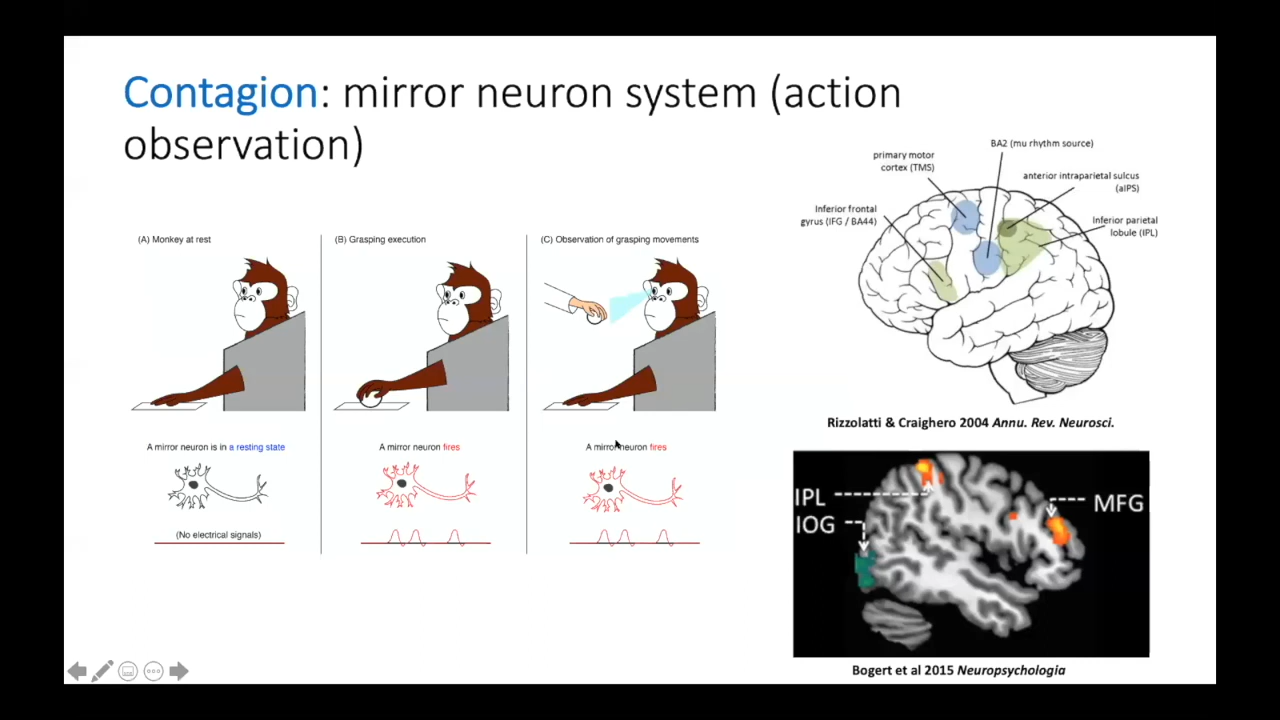 Contagion: mirror neuron system (action
observation)
(A) Monkey at rest
(B) Grasping execution
(C) Observation of grasping movements
A mirror neuron is in a resting state
A mirror neuron fires
A mirror neuron fires
(No electrical signals)
BA2 (mu rhythm source)
primary motor
cortex (TMS)
anterior intraparietal sulcus
(aIPS)
Inferior frontal
gyrus (IFG / BA44)
Inferior parietal
lobule (IPL)
Rizzolatti & Craighero 2004 Annu. Rev. Neurosci.
IPL
IOG
MFG
Bogert et al 2015 Neuropsychologia